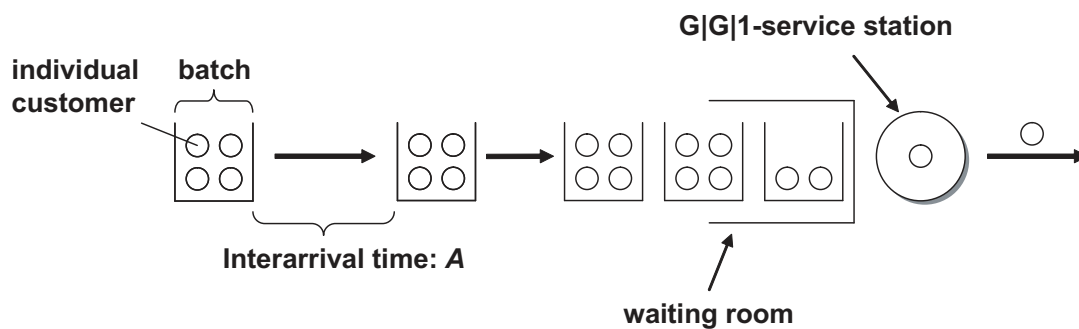 G|G|1-service station
individual
customer
batch
Interarrival time: A
waiting room